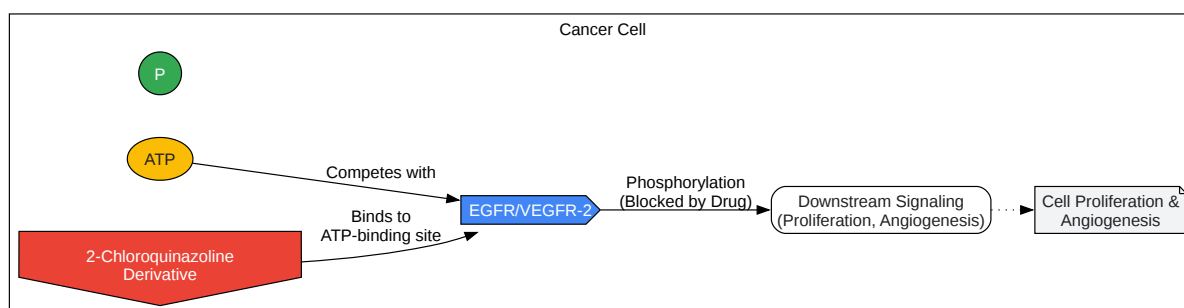 Cancer Cell
P
ATP
Competes with
Binds to
ATP-binding site
2-Chloroquinazoline
Derivative
EGFR/VEGFR-2
Phosphorylation
(Blocked by Drug)
Downstream Signaling
(Proliferation, Angiogenesis)
Cell Proliferation &
Angiogenesis